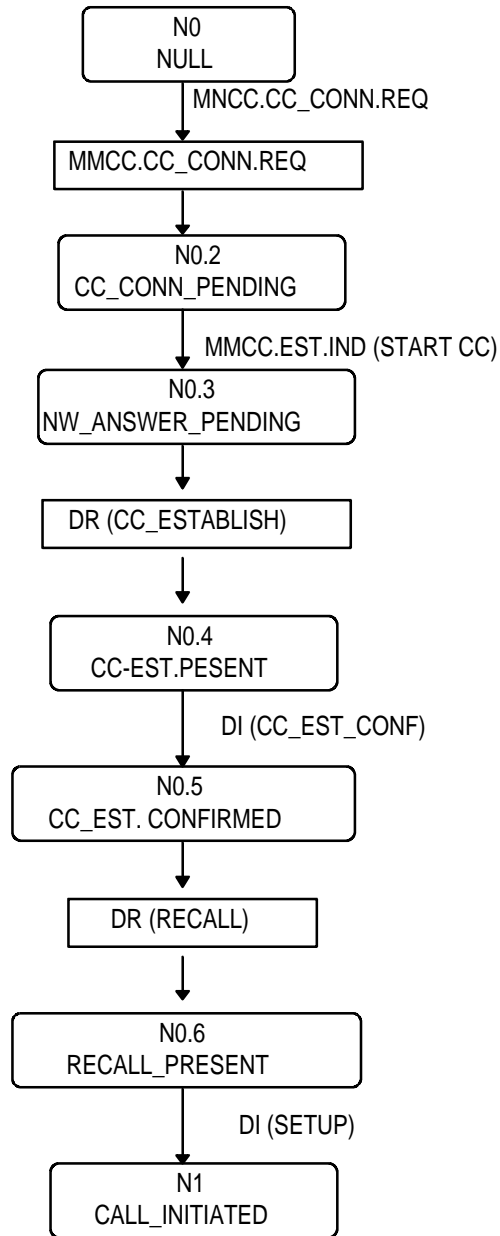 N0
NULL
MNCC.CC_CONN.REQ
MMCC.CC_CONN.REQ
N0.2
CC_CONN_PENDING
MMCC.EST.IND (START CC)
N0.3
NW_ANSWER_PENDING
DR (CC_ESTABLISH)
N0.4
CC-EST.PESENT
DI (CC_EST_CONF)
N0.5
CC_EST. CONFIRMED
DR (RECALL)
N0.6
RECALL_PRESENT
DI (SETUP)
N1
CALL_INITIATED